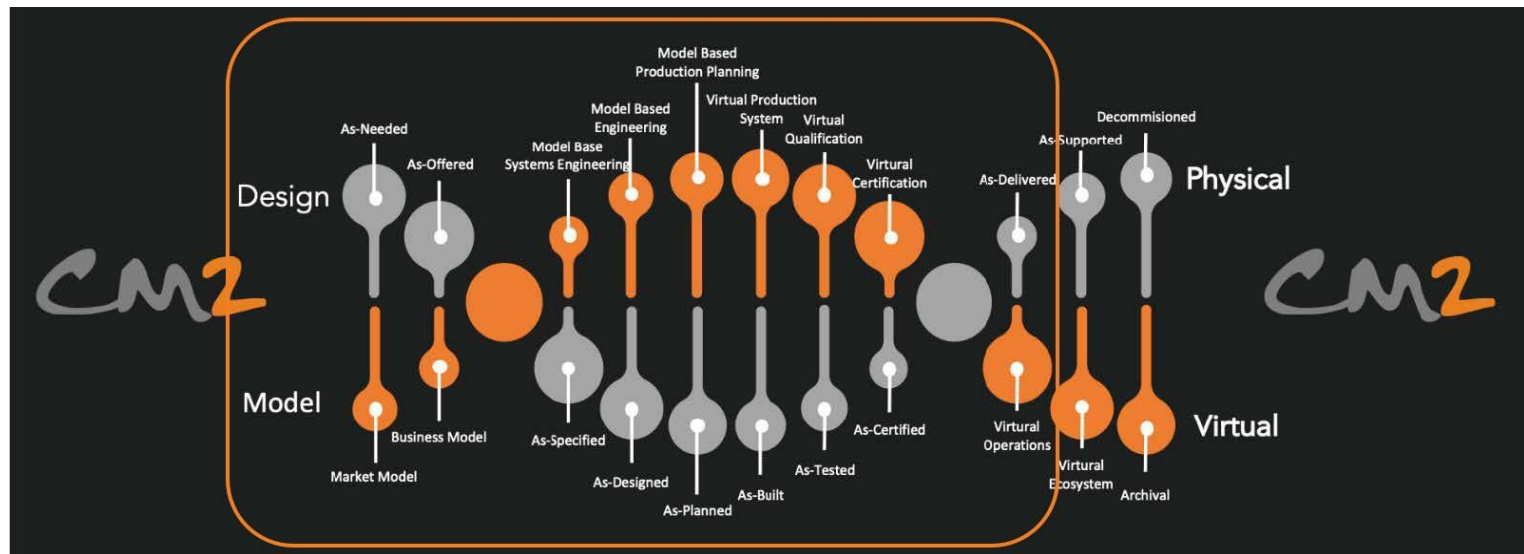 Model Based
Production Planning
Model Based
Engineering
Virtual Production
System
Virtual
Qualification
Decommisioned
As-Needed
As-Offered
Model Base
Systems Engineering
Virtural
Certification
As-Supported
As-Delivered
Design
Physical
CM2
CM2
Model
Virtual
Business Model
Market Model
As-Specified
As-Designed
As-Planned
As-Built
As-Tested
As-Certified
Virtural
Operations
Virtural
Ecosystem
Archival